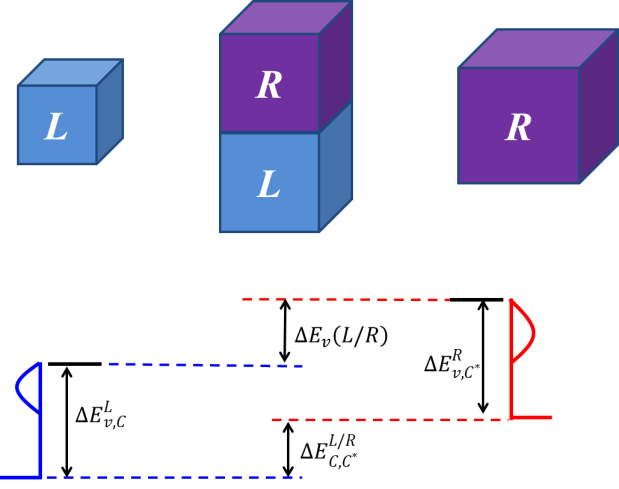 L
R
L
R
ΔE_v(L/R)
ΔE^L_{v,C}
ΔE^R_{v,C*}
ΔE^{L/R}_{C,C*}